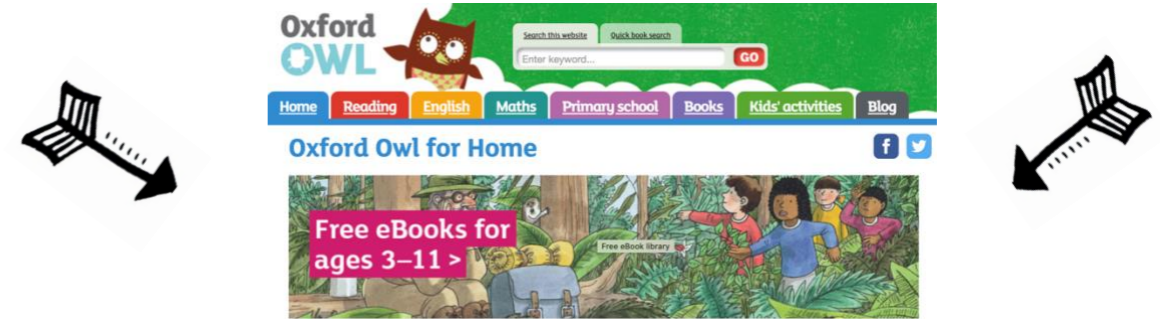 Oxford
OWL
Search this website
Quick book search
Enter keyword...
GO
Home
Reading
English
Maths
Primary school
Books
Kids' activities
Blog
Oxford Owl for Home
f
Free eBooks for
ages 3–11 >
Free eBook library